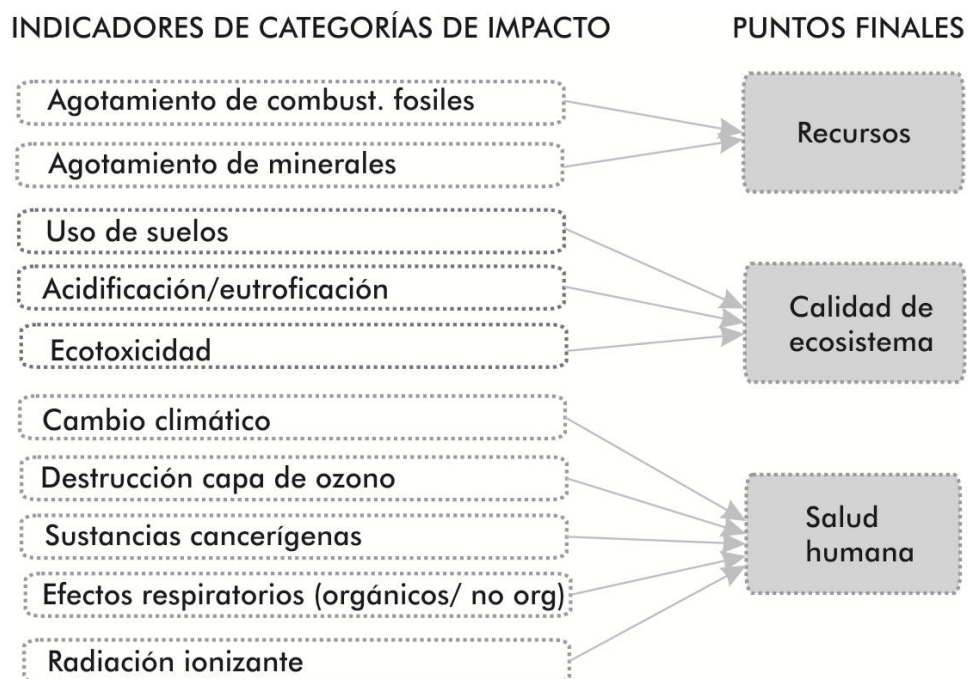 INDICADORES DE CATEGORÍAS DE IMPACTO
PUNTOS FINALES
Agotamiento de combust. fosiles
Agotamiento de minerales
Recursos
Uso de suelos
Acidificación/eutroficación
Ecotoxicidad
Calidad de
ecosistema
Cambio climático
Destrucción capa de ozono
Sustancias cancerígenas
Efectos respiratorios (orgánicos/ no org)
Radiación ionizante
Salud
humana